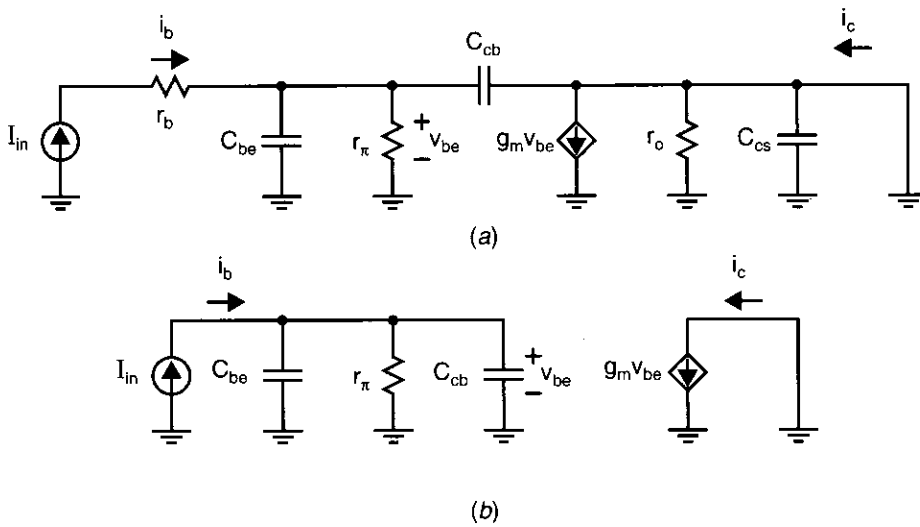 i_b
i_c
C_cb
r_b
I_in
C_be
r_π
+
v_be
−
g_m v_be
r_o
C_cs
(a)
i_b
i_c
I_in
C_be
r_π
C_cb
+
v_be
−
g_m v_be
(b)